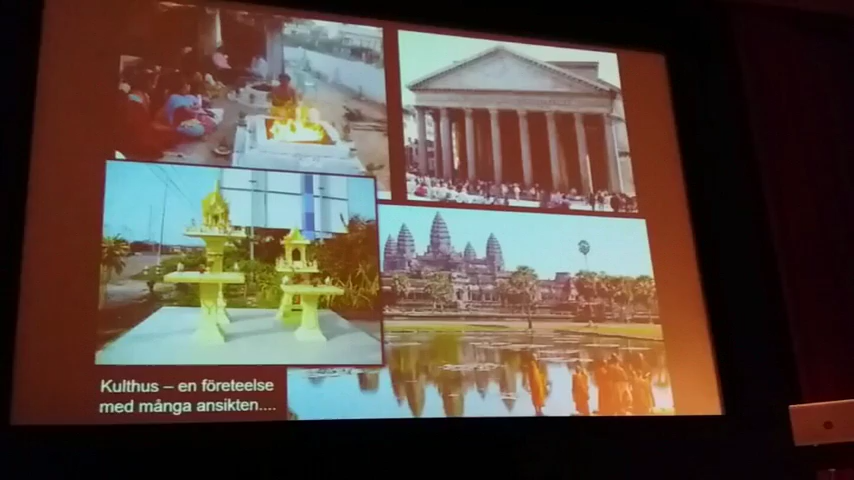 Kulthus – en företeelse
med många ansikten....